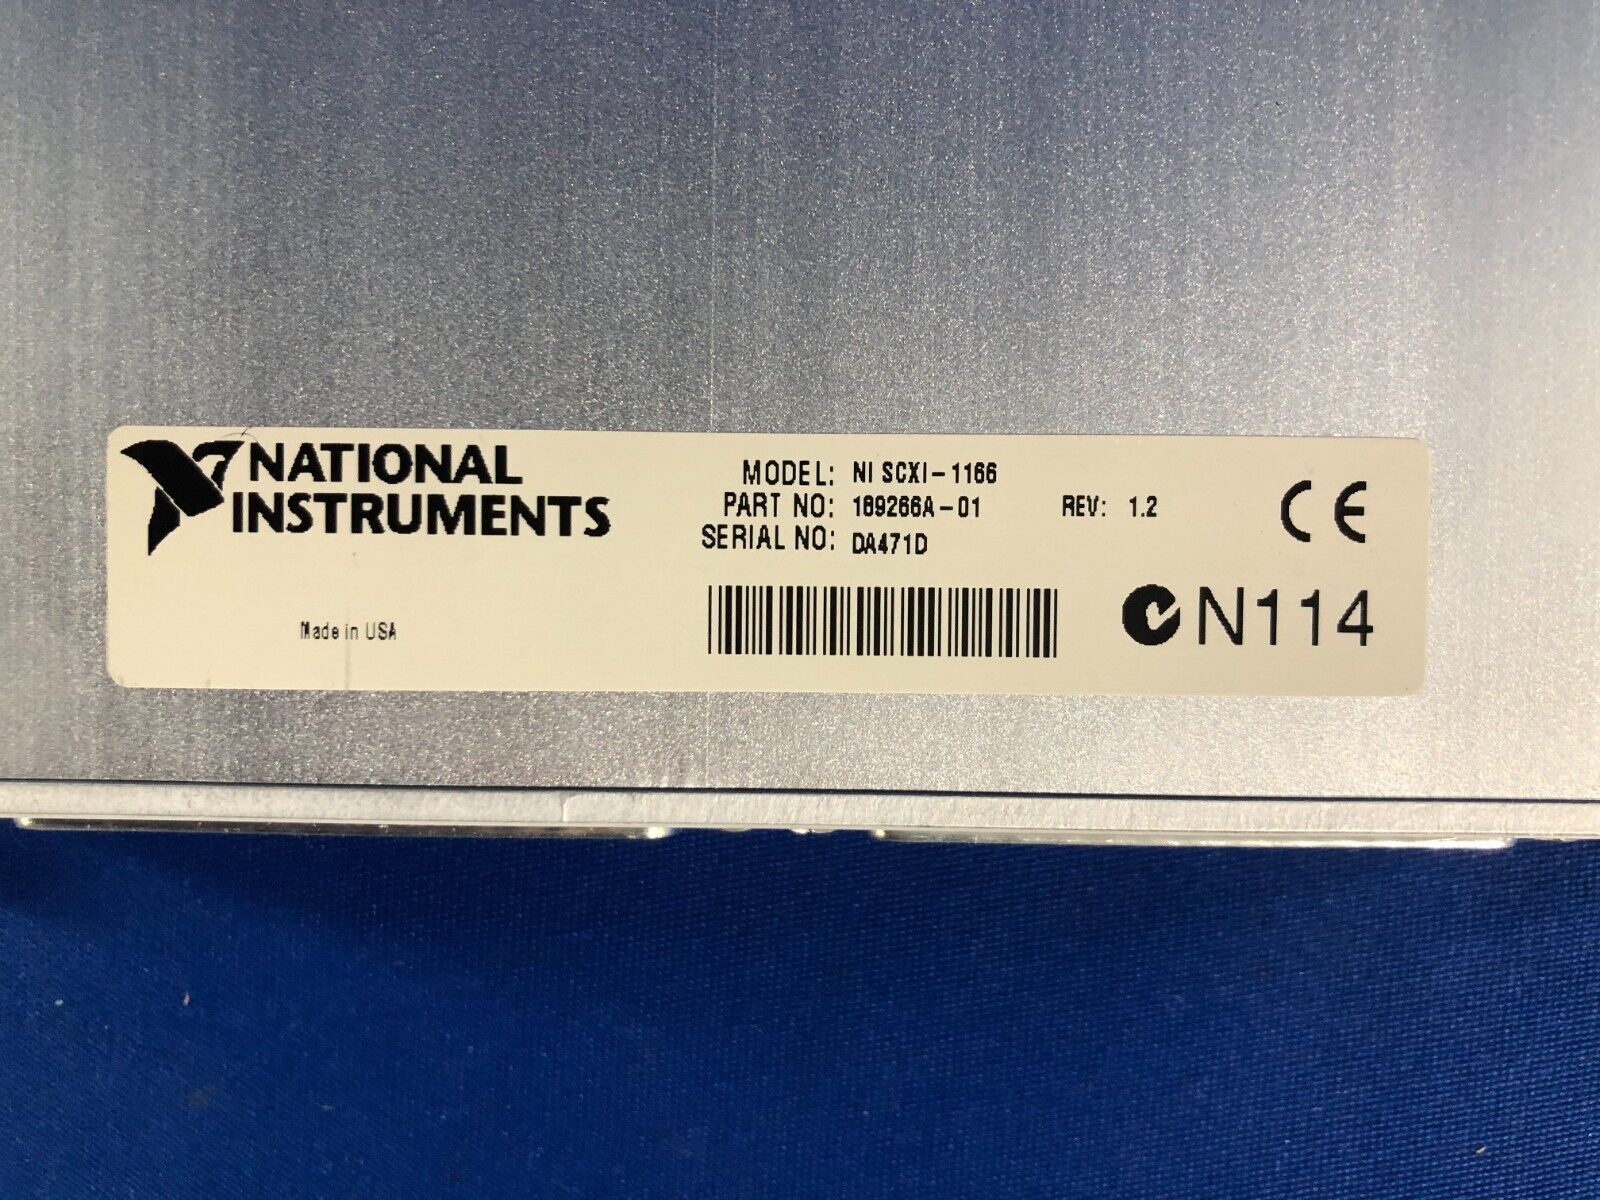 NATIONAL
INSTRUMENTS
Made in USA
MODEL: NI SCXI-1166
PART NO: 189266A-01 REV: 1.2
SERIAL NO: DA471D
CE
N114